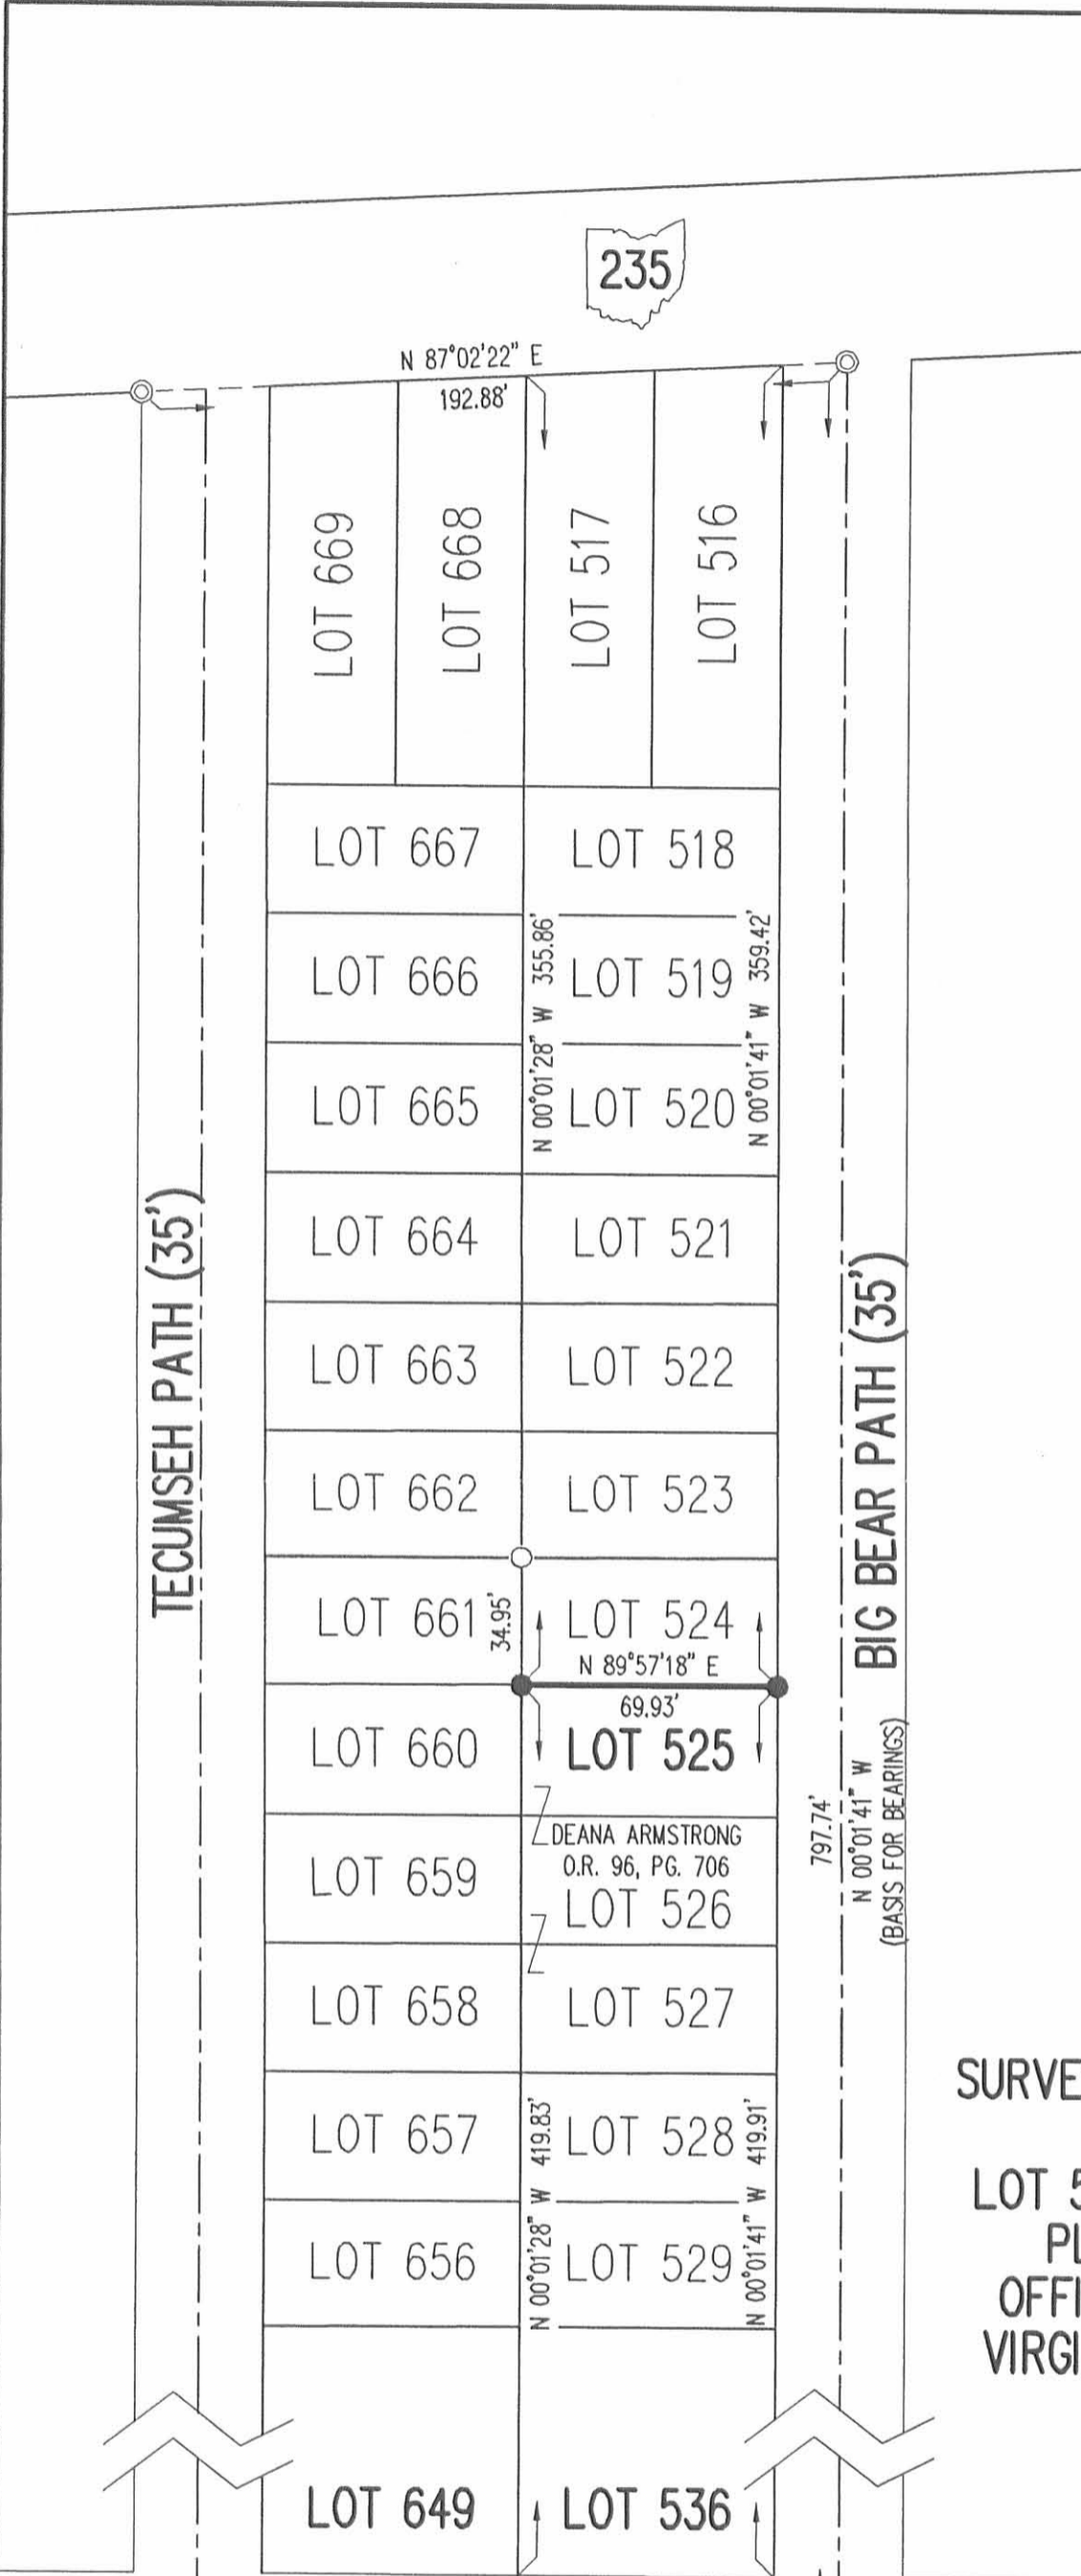 235
N 87°02'22" E
192.88'
LOT 669
LOT 668
LOT 517
LOT 516
LOT 667
LOT 518
N 00°01'28" W 355.86'
N 00°01'41" W 359.42'
LOT 666
LOT 519
LOT 665
LOT 520
LOT 664
LOT 521
TECUMSEH PATH (35')
BIG BEAR PATH (35')
LOT 663
LOT 522
LOT 662
LOT 523
LOT 661
34.95'
LOT 524
N 89°57'18" E
69.93'
LOT 660
LOT 525
797.74'
N 00°01'41" W
(BASIS FOR BEARINGS)
DEANA ARMSTRONG
O.R. 96, PG. 706
LOT 659
LOT 526
LOT 658
LOT 527
SURVE
LOT 657
N 00°01'28" W 419.83'
LOT 528
N 00°01'41" W 419.91'
LOT 5
PL
OFFI
VIRGI
LOT 656
LOT 529
LOT 649
LOT 536